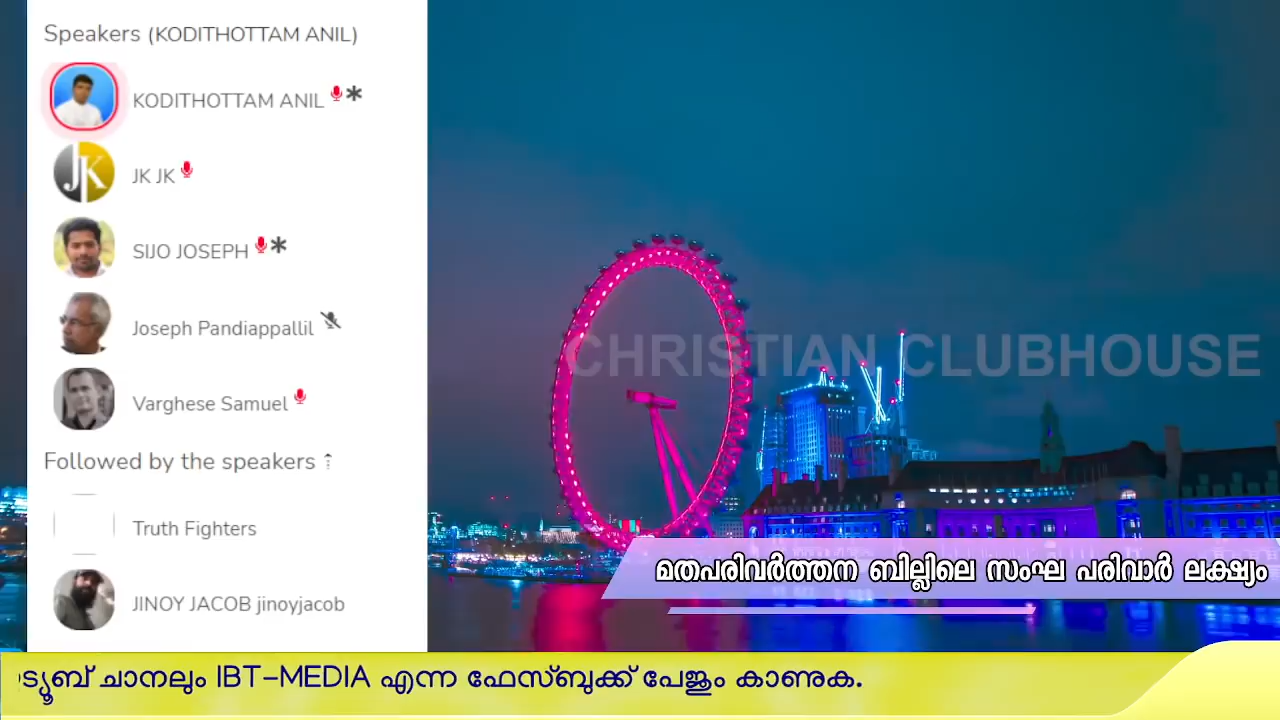 Speakers (KODITHOTTAM ANIL)
KODITHOTTAM ANIL
JK
JK JK
SIJO JOSEPH
Joseph Pandiappallil
Varghese Samuel
Followed by the speakers
Truth Fighters
JINOY JACOB jinoyjacob
CHRISTIAN CLUBHOUSE
മതപരിവർത്തന ബില്ലിലെ സംഘ പരിവാർ ലക്ഷ്യം
ചാനലും IBT-MEDIA എന്ന ഫേസ്ബുക്ക് പേജും കാണുക.